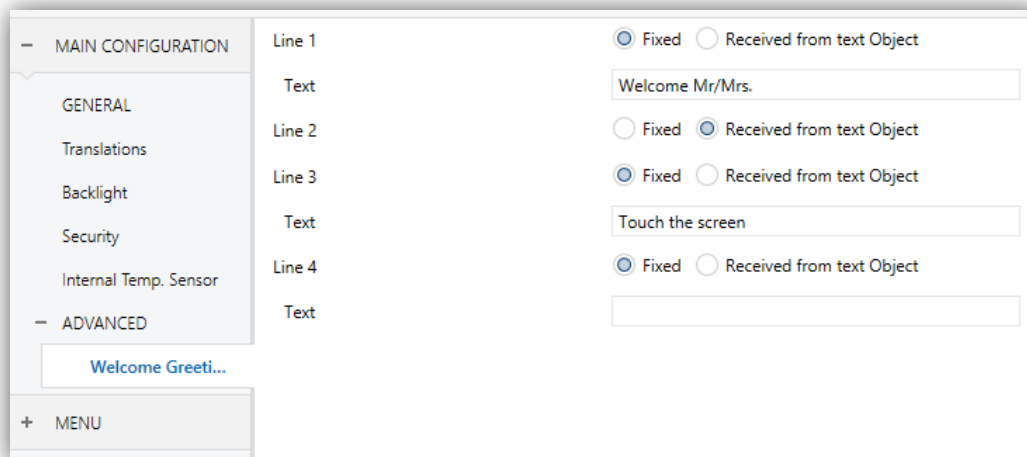 − MAIN CONFIGURATION
GENERAL
Translations
Backlight
Security
Internal Temp. Sensor
− ADVANCED
Welcome Greeti...
+ MENU
Line 1 Fixed Received from text Object
Text Welcome Mr/Mrs.
Line 2 Fixed Received from text Object
Line 3 Fixed Received from text Object
Text Touch the screen
Line 4 Fixed Received from text Object
Text